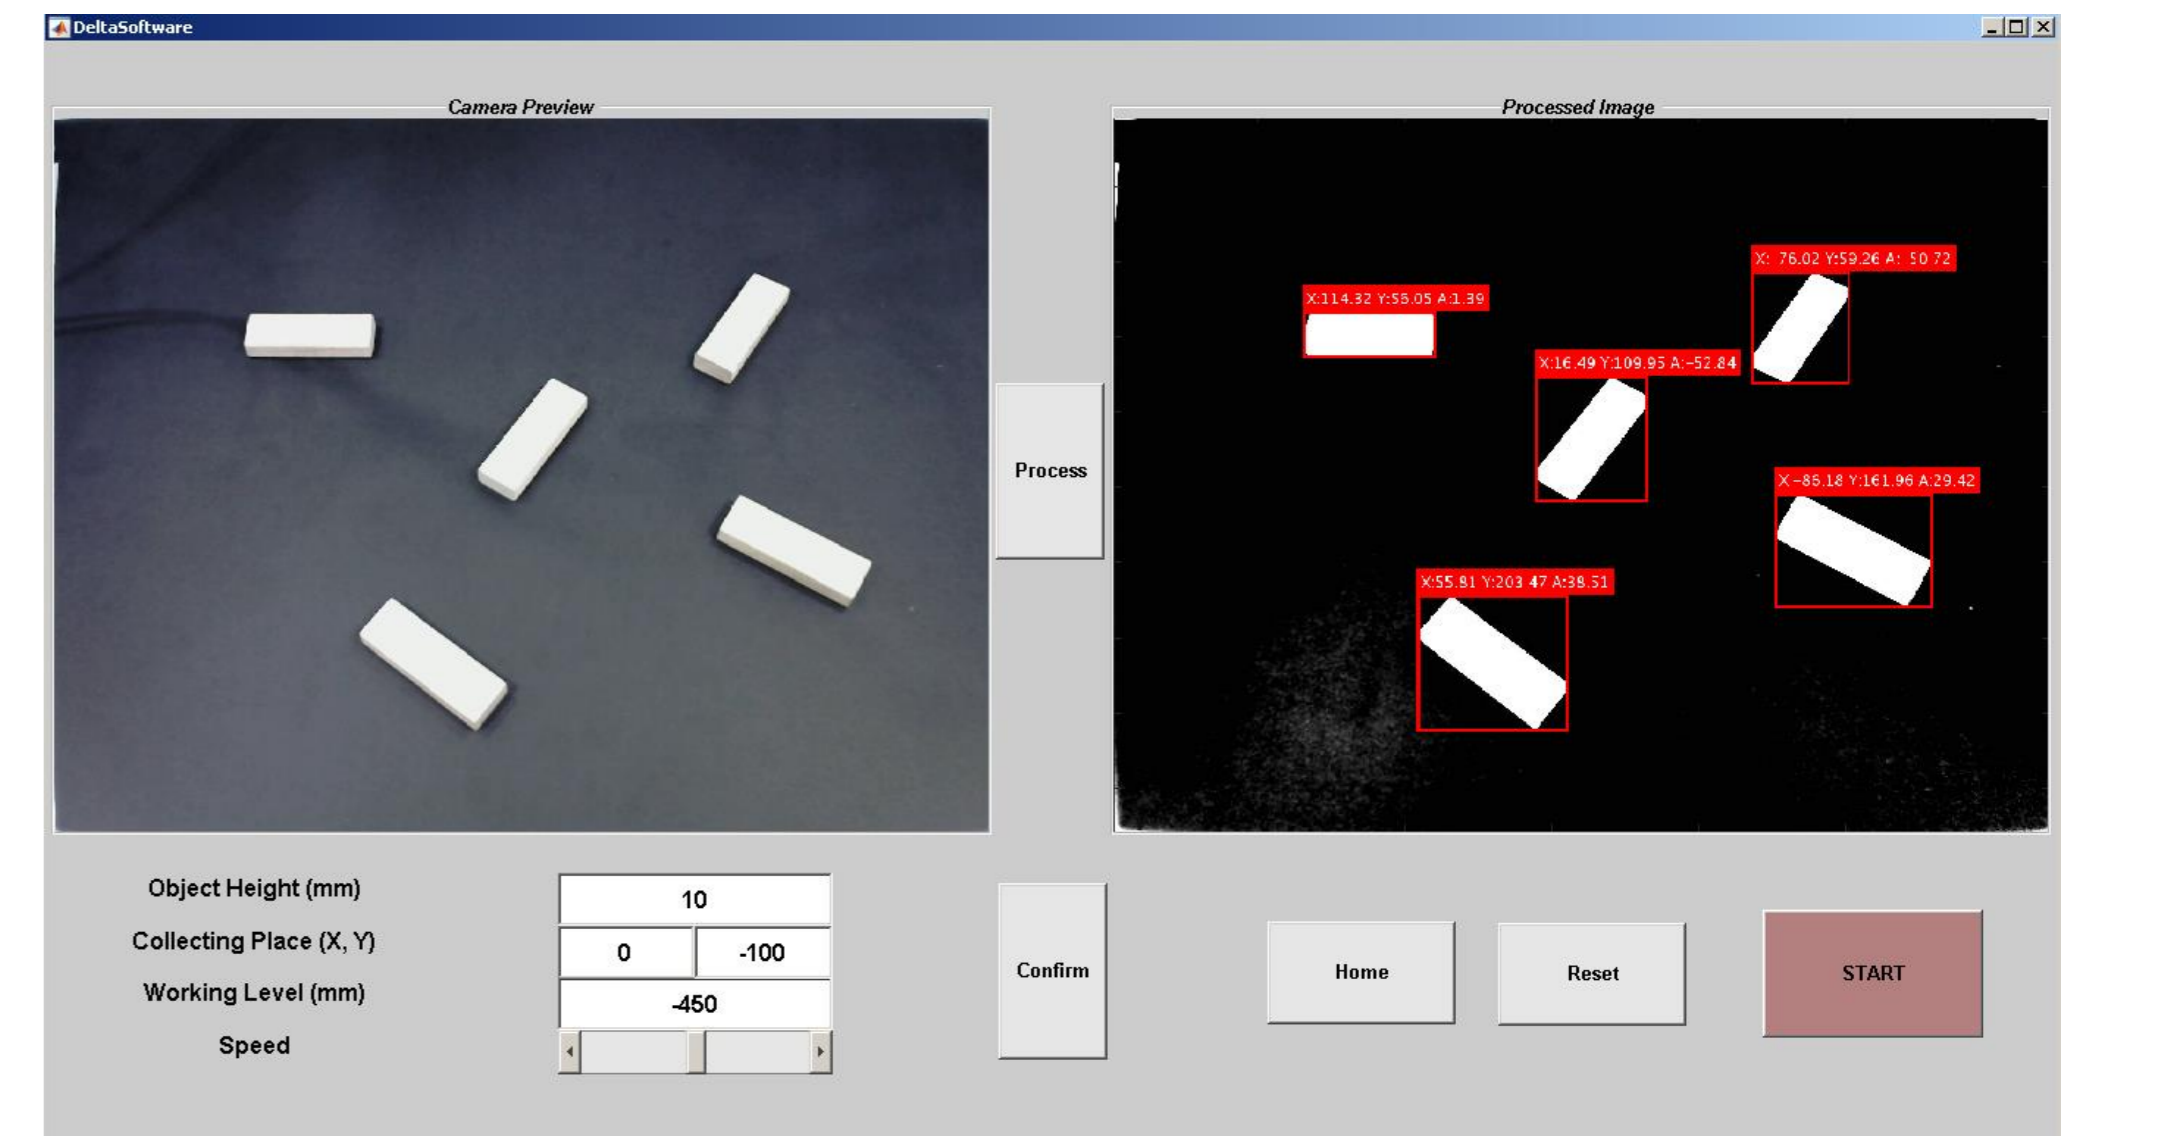 DeltaSoftware
Camera Preview
Processed Image
X: 76.02 Y:59.26 A: 50 72
X:114.32 Y:56.05 A:1.39
X:16.49 Y:109.95 A:-52.84
Process
X -86.18 Y:161.96 A:29.42
X:55.81 Y:203 47 A:38.51
Object Height (mm)
10
Collecting Place (X, Y)
0
-100
Working Level (mm)
-450
Speed
Confirm
Home
Reset
START